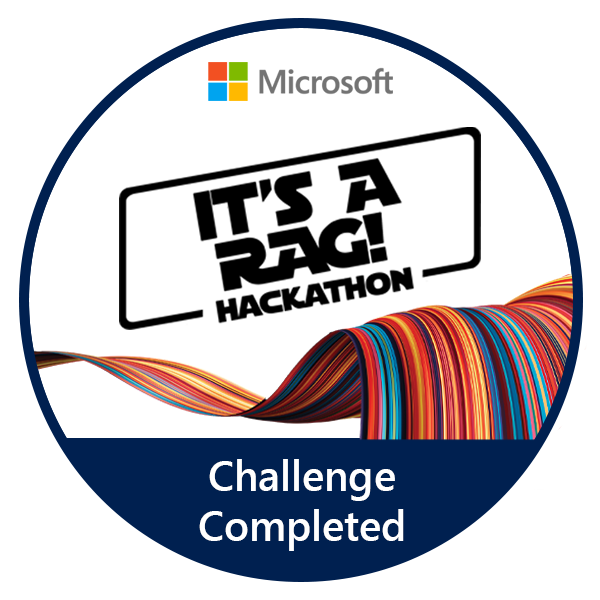 Microsoft
IT'S A
RAG!
HACKATHON
Challenge
Completed